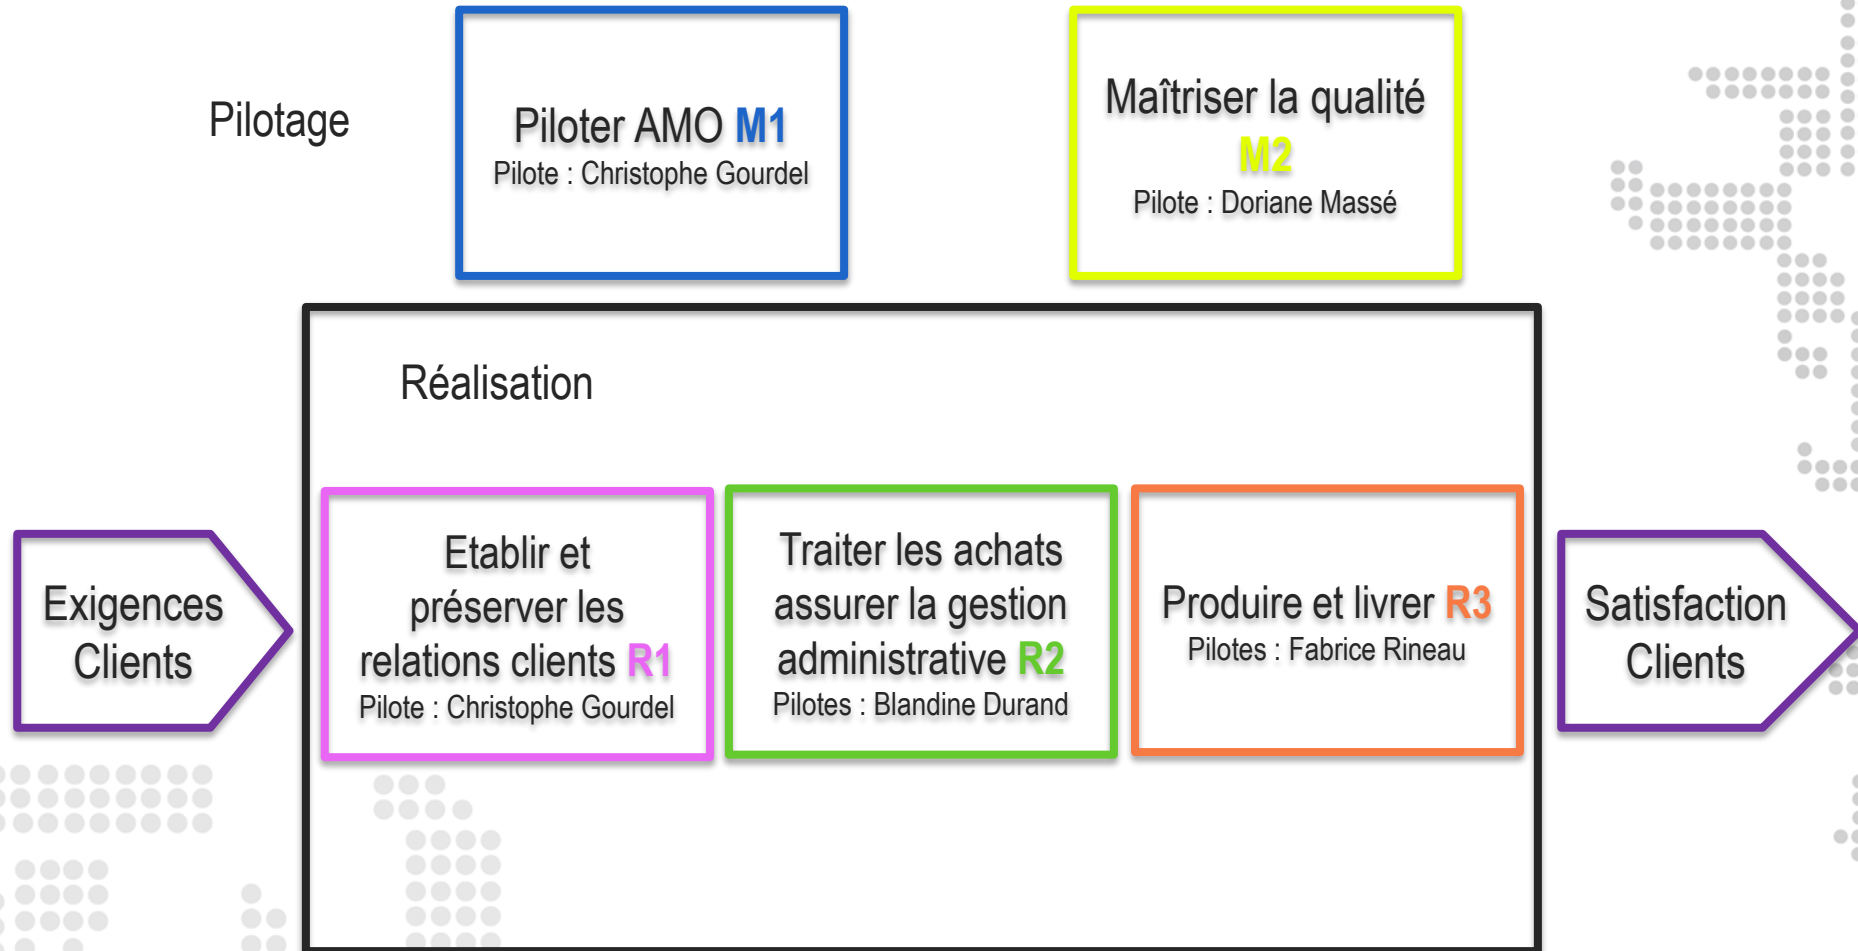 Pilotage
Piloter AMO M1
Pilote : Christophe Gourdel
Maîtriser la qualité
M2
Pilote : Doriane Massé
Réalisation
Exigences
Clients
Etablir et
préserver les
relations clients R1
Pilote : Christophe Gourdel
Traiter les achats
assurer la gestion
administrative R2
Pilotes : Blandine Durand
Produire et livrer R3
Pilotes : Fabrice Rineau
Satisfaction
Clients